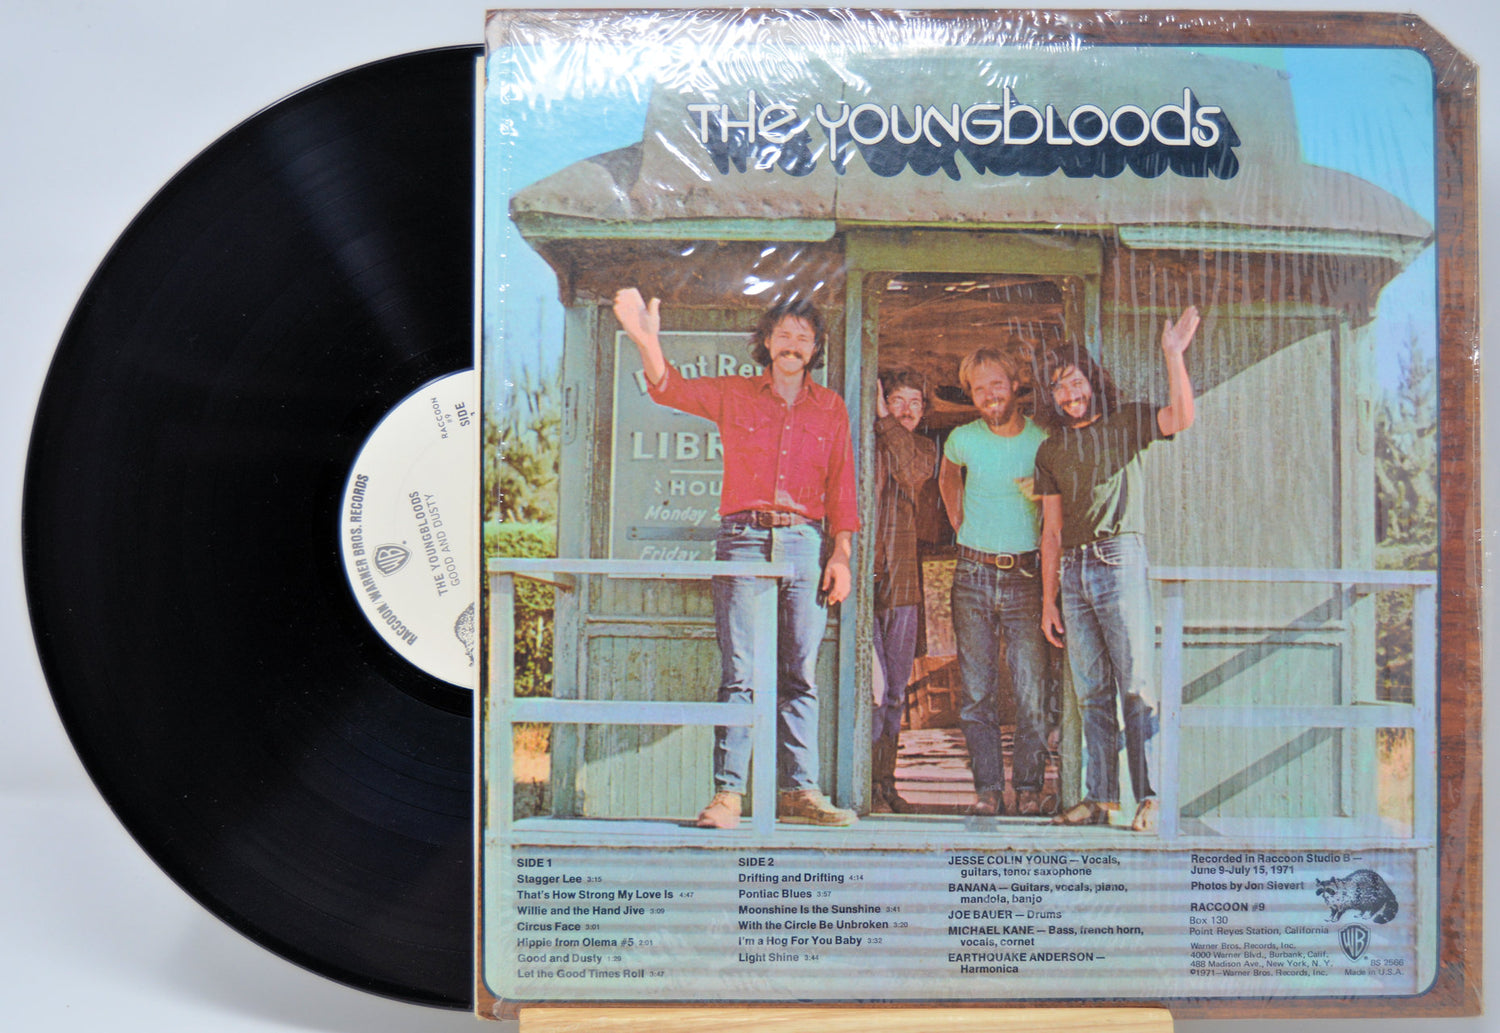 THE YOUNGBLOODS
Point Rey
LIBR
HOU
Monday 2
Friday
RACCOON
#9
SIDE
1
RACCOON/WARNER BROS. RECORDS
WB
THE YOUNGBLOODS
GOOD AND DUSTY
SIDE 1
Stagger Lee 3:15
That's How Strong My Love Is 4:47
Willie and the Hand Jive 3:09
Circus Face 3:01
Hippie from Olema #5 2:01
Good and Dusty 1:29
Let the Good Times Roll 3:47
SIDE 2
Drifting and Drifting 4:14
Pontiac Blues 3:57
Moonshine Is the Sunshine 3:41
With the Circle Be Unbroken 3:20
I'm a Hog For You Baby 3:32
Light Shine 3:44
JESSE COLIN YOUNG — Vocals,
guitars, tenor saxophone
BANANA — Guitars, vocals, piano,
mandola, banjo
JOE BAUER — Drums
MICHAEL KANE — Bass, french horn,
vocals, cornet
EARTHQUAKE ANDERSON —
Harmonica
Recorded in Raccoon Studio B —
June 9-July 15, 1971
Photos by Jon Sievert
RACCOON #9
Box 130
Point Reyes Station, California
Warner Bros. Records, Inc.
4000 Warner Blvd., Burbank, Calif.
488 Madison Ave., New York, N. Y.
℗1971—Warner Bros. Records, Inc.
WB
BS 2566
Made in U.S.A.